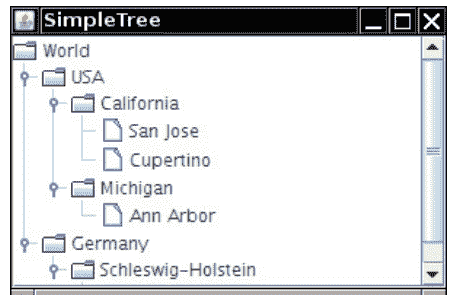 SimpleTree
World
USA
California
San Jose
Cupertino
Michigan
Ann Arbor
Germany
Schleswig-Holstein